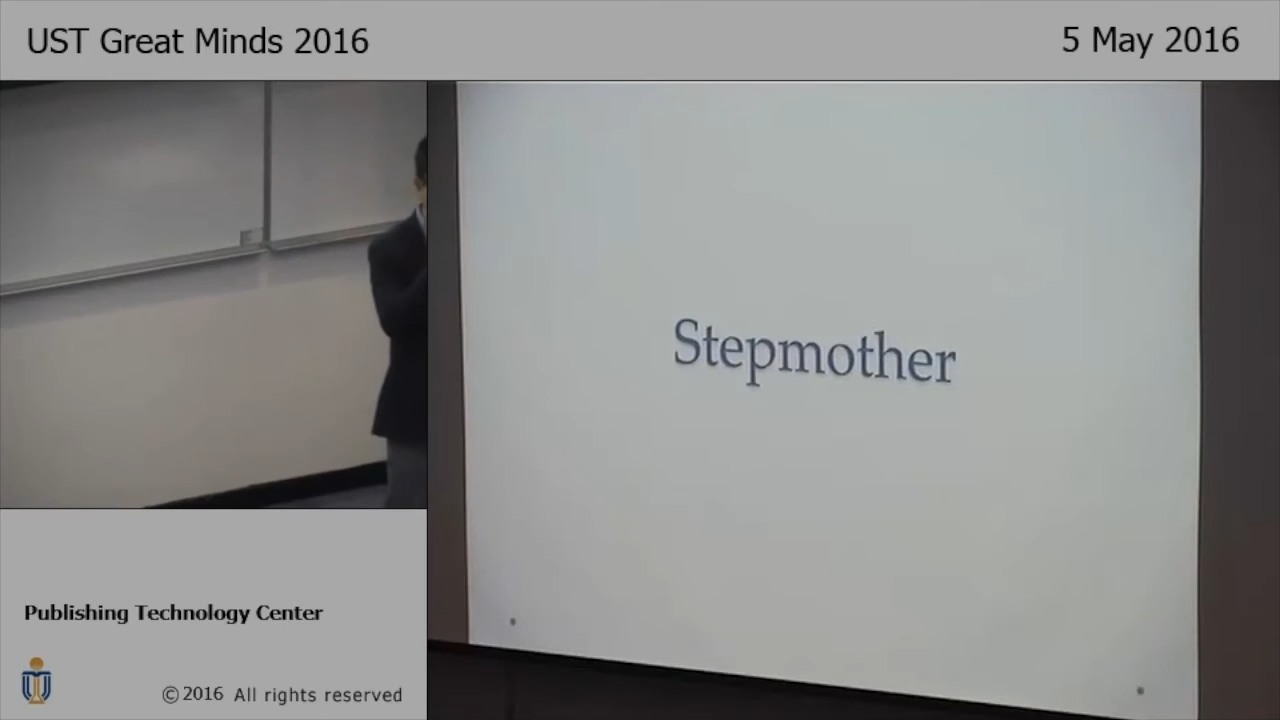 UST Great Minds 2016
5 May 2016
Stepmother
Publishing Technology Center
©2016 All rights reserved